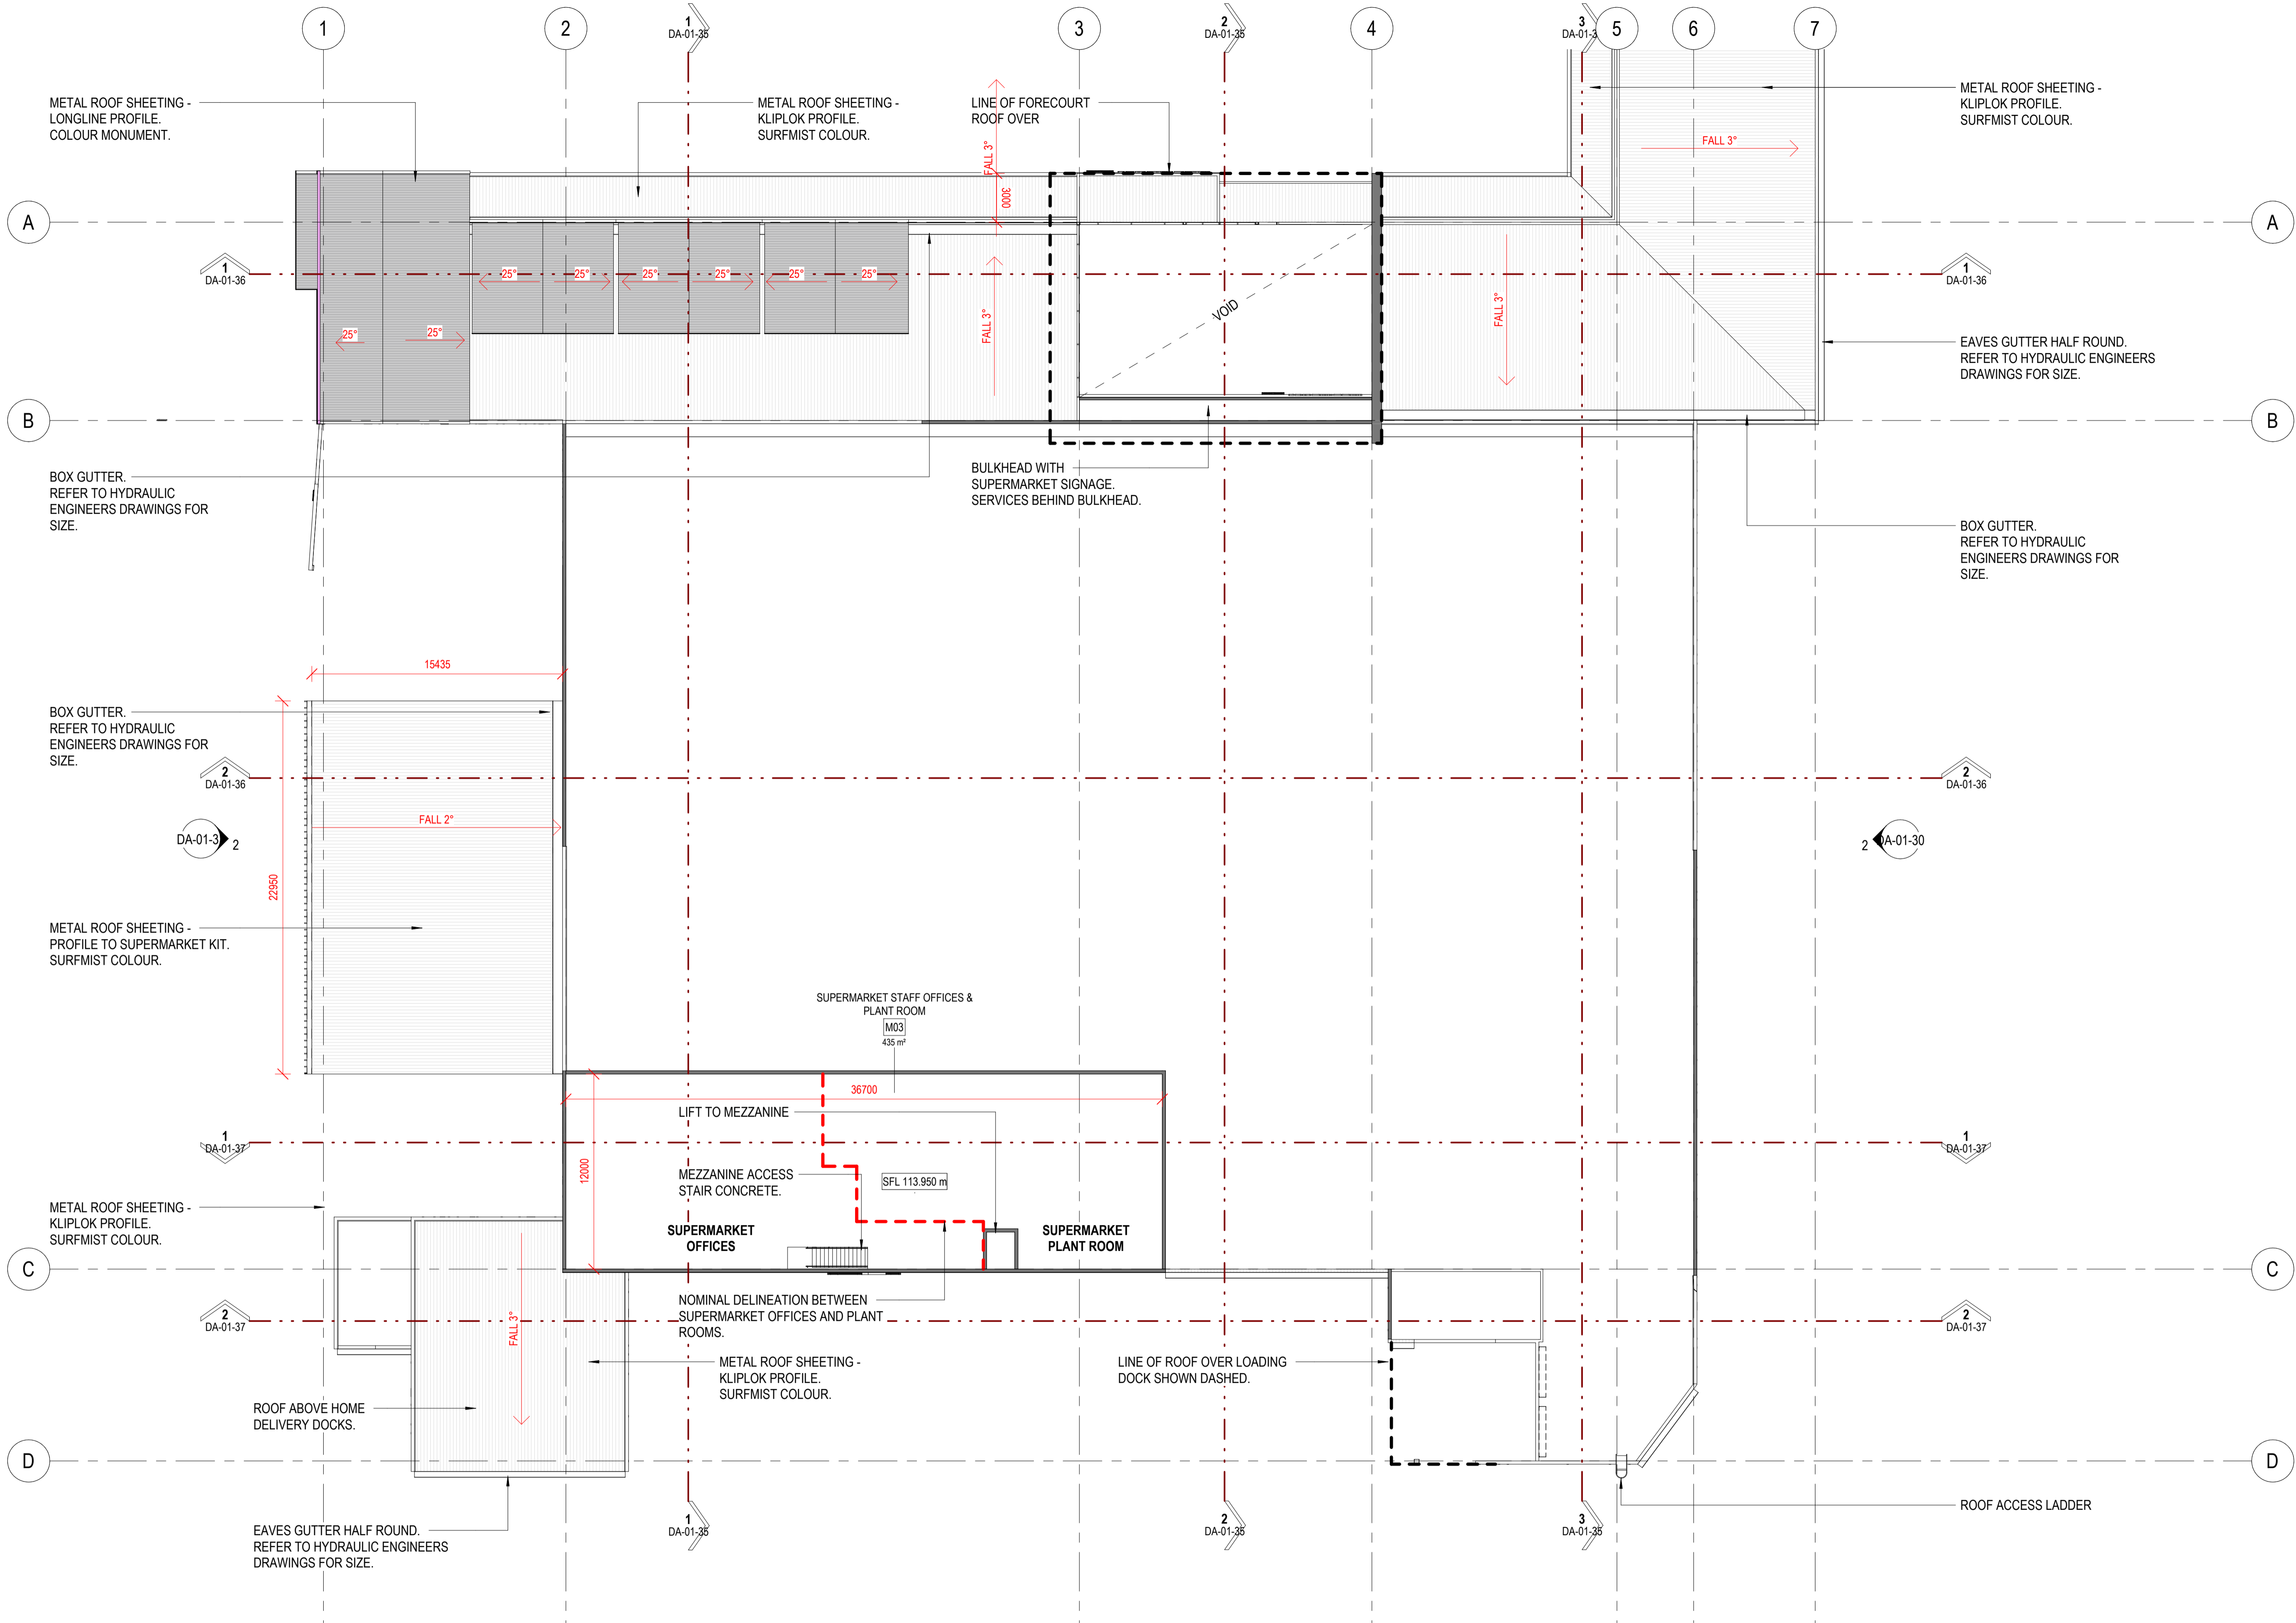 1
2
1
DA-01-35
3
2
DA-01-35
4
3
DA-01-3
5
6
7
METAL ROOF SHEETING -
LONGLINE PROFILE.
COLOUR MONUMENT.
METAL ROOF SHEETING -
KLIPLOK PROFILE.
SURFMIST COLOUR.
LINE OF FORECOURT
ROOF OVER
METAL ROOF SHEETING -
KLIPLOK PROFILE.
SURFMIST COLOUR.
FALL 3°
FALL 3°
3000
A
A
1
DA-01-36
25°
25°
25°
25°
25°
25°
1
DA-01-36
VOID
FALL 3°
FALL 3°
25°
25°
EAVES GUTTER HALF ROUND.
REFER TO HYDRAULIC ENGINEERS
DRAWINGS FOR SIZE.
B
B
BOX GUTTER.
REFER TO HYDRAULIC
ENGINEERS DRAWINGS FOR
SIZE.
BULKHEAD WITH
SUPERMARKET SIGNAGE.
SERVICES BEHIND BULKHEAD.
BOX GUTTER.
REFER TO HYDRAULIC
ENGINEERS DRAWINGS FOR
SIZE.
15435
BOX GUTTER.
REFER TO HYDRAULIC
ENGINEERS DRAWINGS FOR
SIZE.
2
DA-01-36
2
DA-01-36
FALL 2°
DA-01-3
2
2
DA-01-30
22950
METAL ROOF SHEETING -
PROFILE TO SUPERMARKET KIT.
SURFMIST COLOUR.
SUPERMARKET STAFF OFFICES &
PLANT ROOM
M03
435 m²
36700
LIFT TO MEZZANINE
1
DA-01-37
1
DA-01-37
12000
MEZZANINE ACCESS
STAIR CONCRETE.
SFL 113.950 m
METAL ROOF SHEETING -
KLIPLOK PROFILE.
SURFMIST COLOUR.
SUPERMARKET
OFFICES
SUPERMARKET
PLANT ROOM
C
C
NOMINAL DELINEATION BETWEEN
SUPERMARKET OFFICES AND PLANT
ROOMS.
2
DA-01-37
2
DA-01-37
FALL 3°
METAL ROOF SHEETING -
KLIPLOK PROFILE.
SURFMIST COLOUR.
LINE OF ROOF OVER LOADING
DOCK SHOWN DASHED.
ROOF ABOVE HOME
DELIVERY DOCKS.
D
D
ROOF ACCESS LADDER
1
DA-01-35
2
DA-01-35
3
DA-01-35
EAVES GUTTER HALF ROUND.
REFER TO HYDRAULIC ENGINEERS
DRAWINGS FOR SIZE.